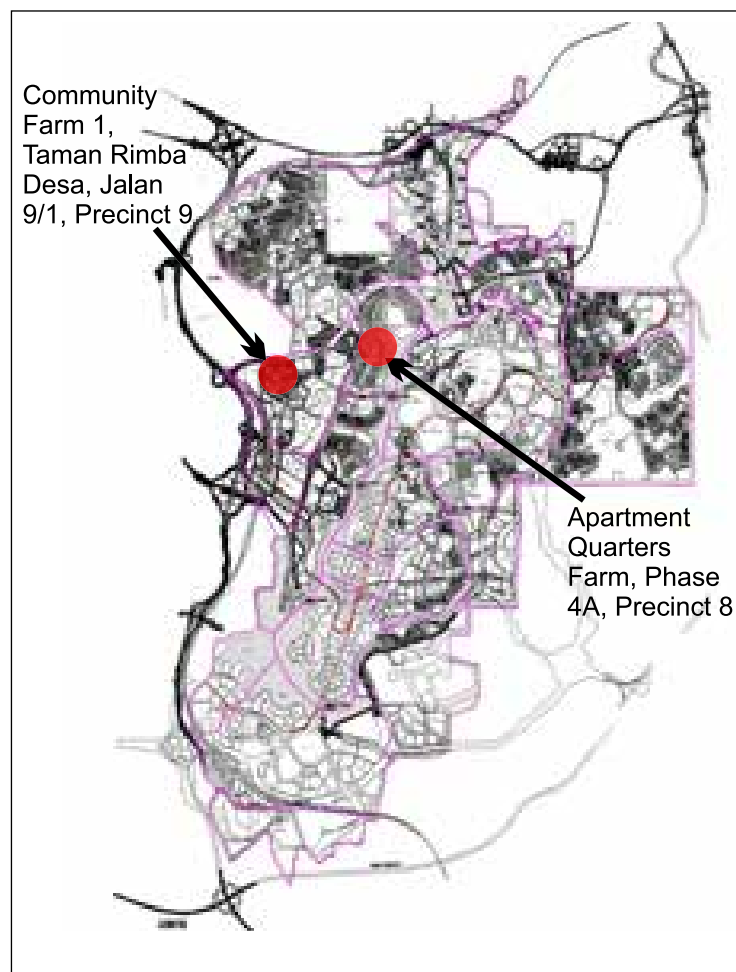 Community
Farm 1,
Taman Rimba
Desa, Jalan
9/1, Precinct 9
Apartment
Quarters
Farm, Phase
4A, Precinct 8